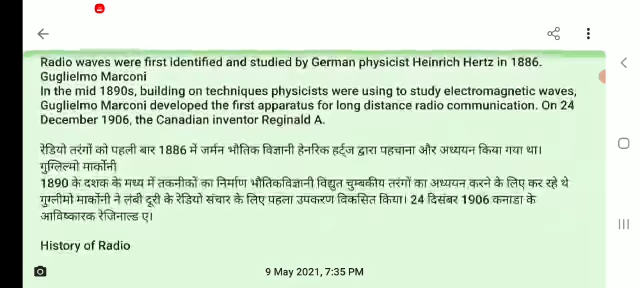 Radio waves were first identified and studied by German physicist Heinrich Hertz in 1886.
Guglielmo Marconi
In the mid 1890s, building on techniques physicists were using to study electromagnetic waves,
Guglielmo Marconi developed the first apparatus for long distance radio communication. On 24
December 1906, the Canadian inventor Reginald A.
रेडियो तरंगों को पहली बार 1886 में जर्मन भौतिक विज्ञानी हेनरिक हर्ट्ज द्वारा पहचाना और अध्ययन किया गया था।
गुग्लिल्मो मार्कोनी
1890 के दशक के मध्य में तकनीकों का निर्माण भौतिकविज्ञानी विद्युत चुम्बकीय तरंगों का अध्ययन करने के लिए कर रहे थे
गुग्लीमो मार्कोनी ने लंबी दूरी के रेडियो संचार के लिए पहला उपकरण विकसित किया। 24 दिसंबर 1906 कनाडा के
आविष्कारक रेजिनाल्ड ए।
History of Radio
9 May 2021, 7:35 PM